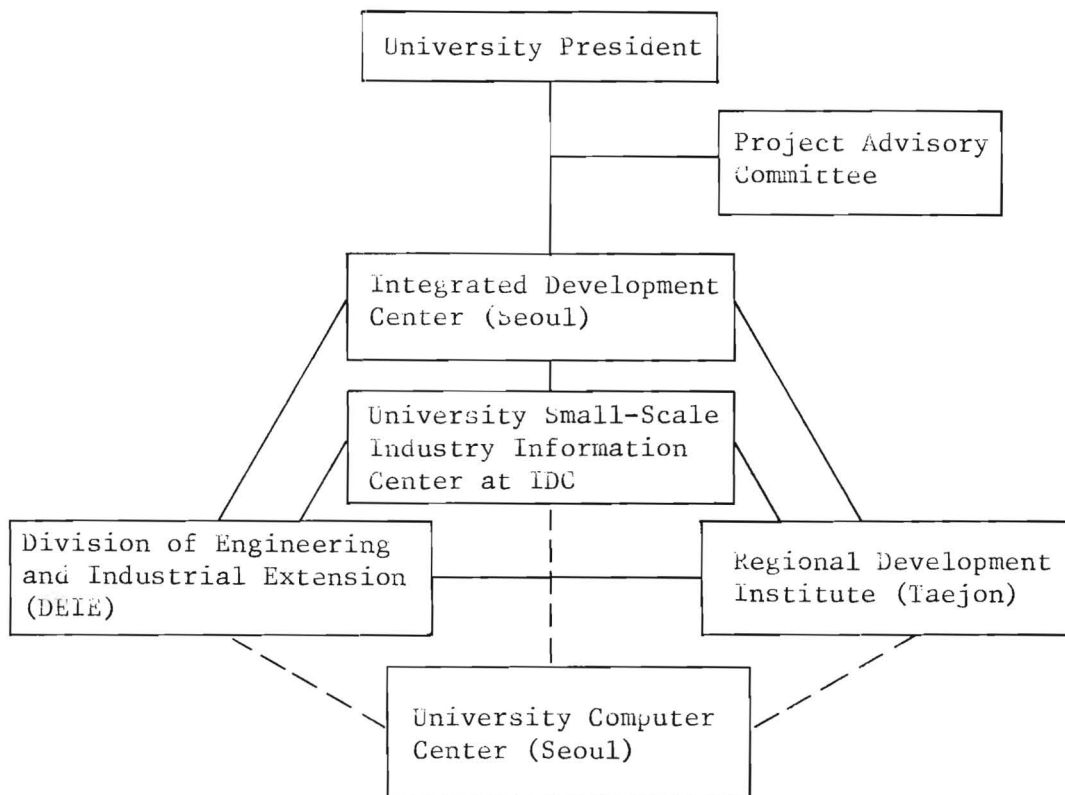 University President
Project Advisory
Committee
Integrated Development
Center (Seoul)
University Small-Scale
Industry Information
Center at IDC
Division of Engineering
and Industrial Extension
(DEIE)
Regional Development
Institute (Taejon)
University Computer
Center (Seoul)